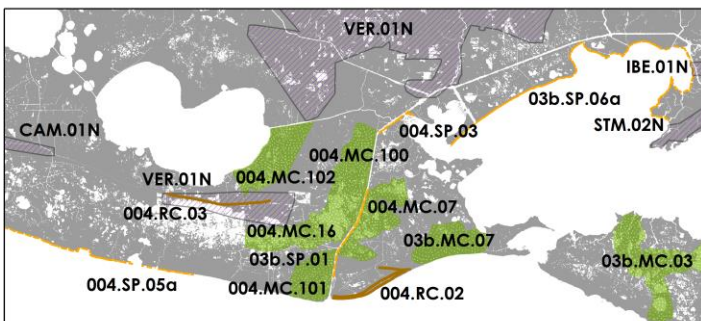 VER.01N
IBE.01N
03b.SP.06a
CAM.01N
004.SP.03
STM.02N
004.MC.100
004.MC.102
VER.01N
004.RC.03
004.MC.07
004.MC.16
03b.MC.07
03b.SP.01
03b.MC.03
004.SP.05a
004.MC.101
004.RC.02